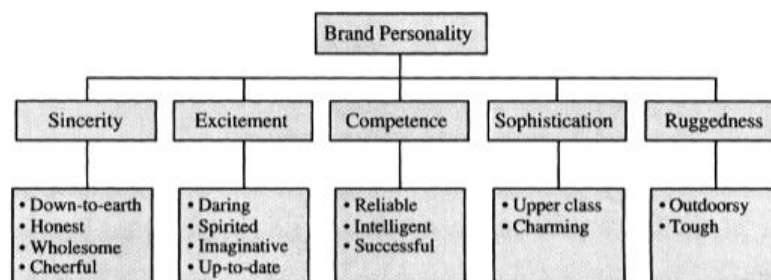 Brand Personality
Sincerity
Excitement
Competence
Sophistication
Ruggedness
• Down-to-earth
• Honest
• Wholesome
• Cheerful
• Daring
• Spirited
• Imaginative
• Up-to-date
• Reliable
• Intelligent
• Successful
• Upper class
• Charming
• Outdoorsy
• Tough